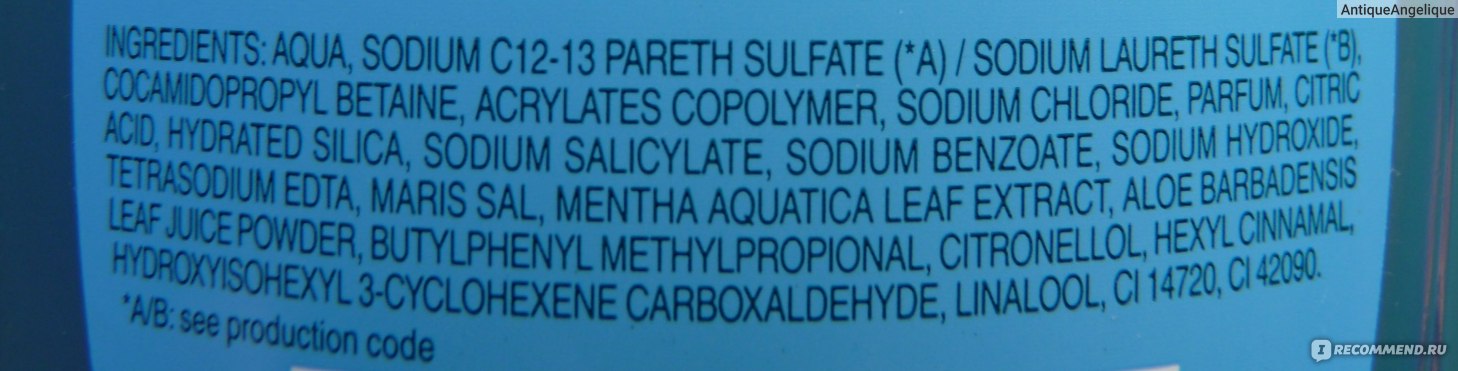 AntiqueAngelique
INGREDIENTS: AQUA, SODIUM C12-13 PARETH SULFATE (*A) / SODIUM LAURETH SULFATE (*B),
COCAMIDOPROPYL BETAINE, ACRYLATES COPOLYMER, SODIUM CHLORIDE, PARFUM, CITRIC
ACID, HYDRATED SILICA, SODIUM SALICYLATE, SODIUM BENZOATE, SODIUM HYDROXIDE,
TETRASODIUM EDTA, MARIS SAL, MENTHA AQUATICA LEAF EXTRACT, ALOE BARBADENSIS
LEAF JUICE POWDER, BUTYLPHENYL METHYLPROPIONAL, CITRONELLOL, HEXYL CINNAMAL,
HYDROXYISOHEXYL 3-CYCLOHEXENE CARBOXALDEHYDE, LINALOOL, CI 14720, CI 42090.
*A/B: see production code
I RECOMMEND.RU